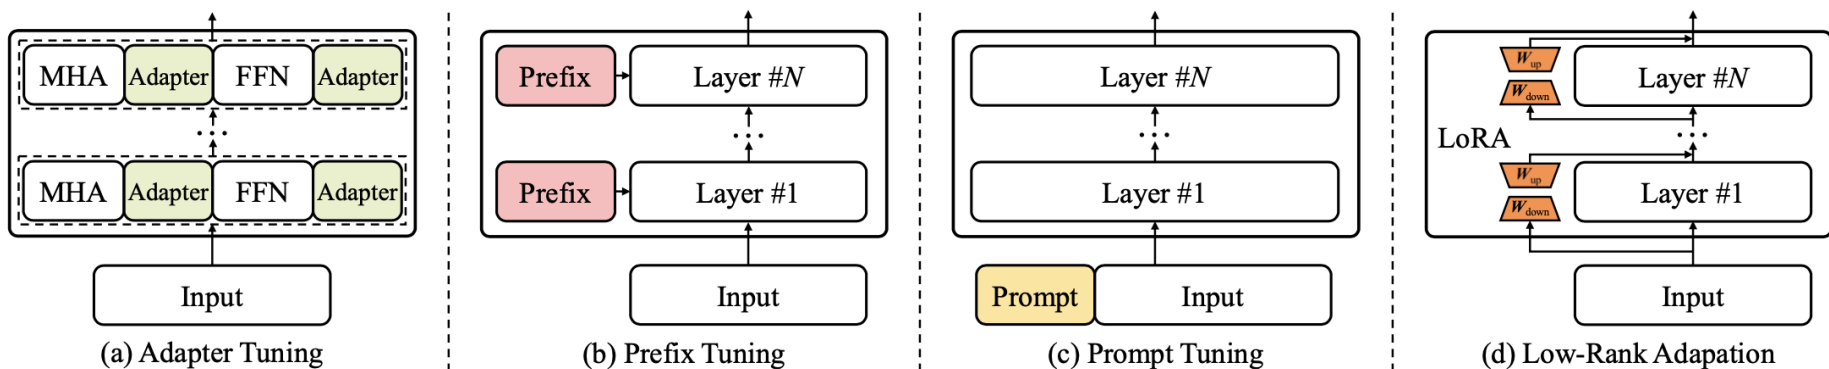 MHA Adapter FFN Adapter
...
MHA Adapter FFN Adapter
Input
(a) Adapter Tuning
Prefix Layer #N
...
Prefix Layer #1
Input
(b) Prefix Tuning
Layer #N
...
Layer #1
Prompt Input
(c) Prompt Tuning
Wup
Wdown
Layer #N
...
LoRA
Wup
Wdown
Layer #1
Input
(d) Low-Rank Adapation